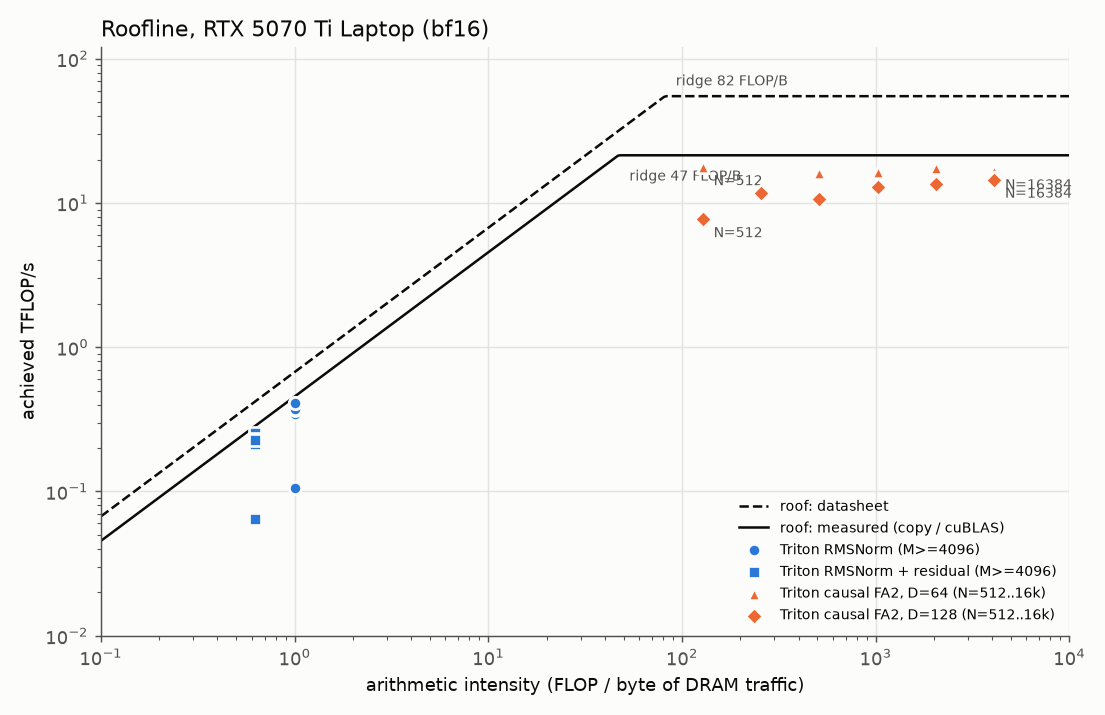 Roofline, RTX 5070 Ti Laptop (bf16)
10²
ridge 82 FLOP/B
ridge 47 FLOP/B
N=512
N=16384
N=16384
10¹
N=512
achieved TFLOP/s
10⁰
10⁻¹
roof: datasheet
roof: measured (copy / cuBLAS)
Triton RMSNorm (M>=4096)
Triton RMSNorm + residual (M>=4096)
Triton causal FA2, D=64 (N=512..16k)
Triton causal FA2, D=128 (N=512..16k)
10⁻²
10⁻¹ 10⁰ 10¹ 10² 10³ 10⁴
arithmetic intensity (FLOP / byte of DRAM traffic)